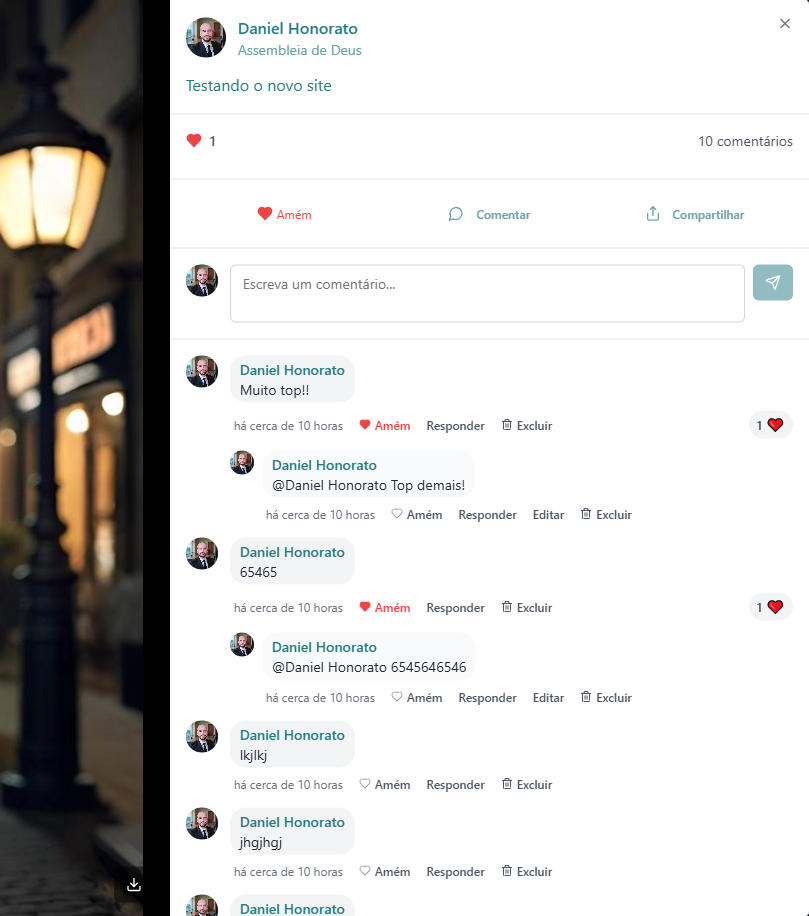 Daniel Honorato
Assembleia de Deus
Testando o novo site
1
10 comentários
Amém
Comentar
Compartilhar
Escreva um comentário...
Daniel Honorato
Muito top!!
há cerca de 10 horas Amém Responder Excluir 1
Daniel Honorato
@Daniel Honorato Top demais!
há cerca de 10 horas Amém Responder Editar Excluir
Daniel Honorato
65465
há cerca de 10 horas Amém Responder Excluir 1
Daniel Honorato
@Daniel Honorato 6545646546
há cerca de 10 horas Amém Responder Editar Excluir
Daniel Honorato
lkjlkj
há cerca de 10 horas Amém Responder Excluir
Daniel Honorato
jhgjhgj
há cerca de 10 horas Amém Responder Excluir
Daniel Honorato